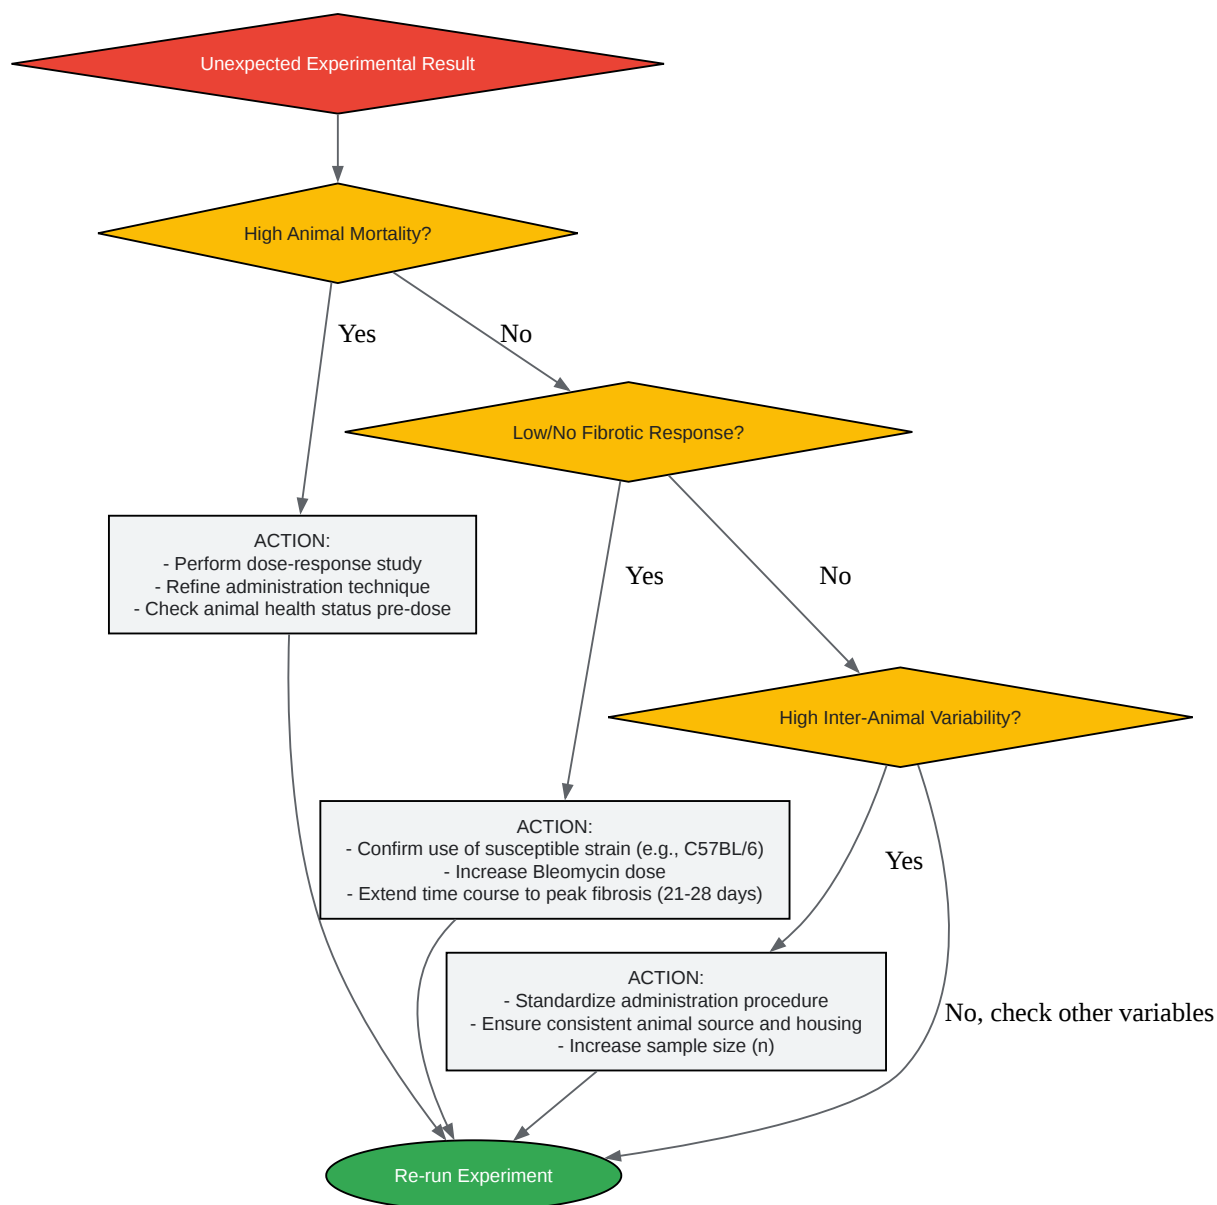 Unexpected Experimental Result
High Animal Mortality?
Yes
No
Low/No Fibrotic Response?
ACTION:
- Perform dose-response study
- Refine administration technique
- Check animal health status pre-dose
Yes
No
High Inter-Animal Variability?
ACTION:
- Confirm use of susceptible strain (e.g., C57BL/6)
- Increase Bleomycin dose
- Extend time course to peak fibrosis (21-28 days)
Yes
ACTION:
- Standardize administration procedure
- Ensure consistent animal source and housing
- Increase sample size (n)
No, check other variables
Re-run Experiment